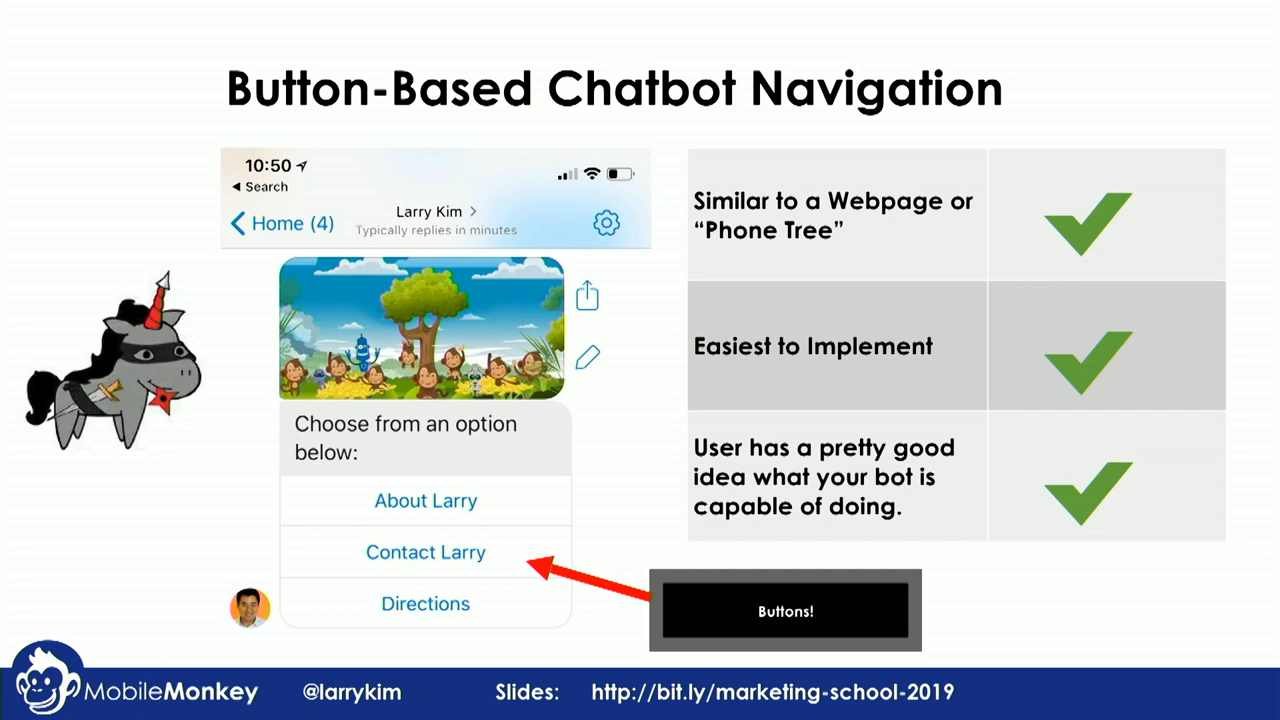 Button-Based Chatbot Navigation
10:50
Search
Home (4)
Larry Kim
Typically replies in minutes
Choose from an option
below:
About Larry
Contact Larry
Directions
Similar to a Webpage or
“Phone Tree”
Easiest to Implement
User has a pretty good
idea what your bot is
capable of doing.
Buttons!
MobileMonkey
@larrykim
Slides: http://bit.ly/marketing-school-2019